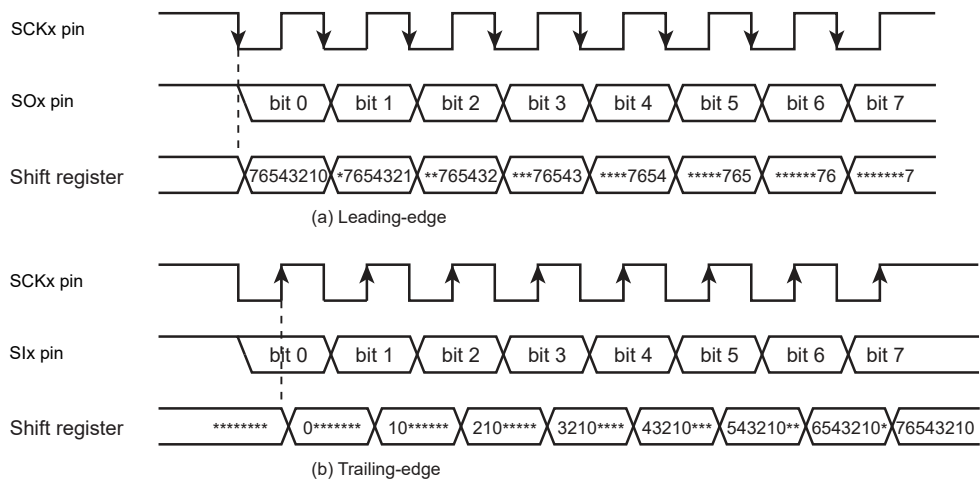 SCKx pin
SOx pin bit 0 bit 1 bit 2 bit 3 bit 4 bit 5 bit 6 bit 7
Shift register 76543210 *7654321 **765432 ***76543 ****7654 *****765 ******76 *******7
(a) Leading-edge
SCKx pin
SIx pin bit 0 bit 1 bit 2 bit 3 bit 4 bit 5 bit 6 bit 7
Shift register ******** 0******* 10****** 210***** 3210**** 43210*** 543210** 6543210* 76543210
(b) Trailing-edge